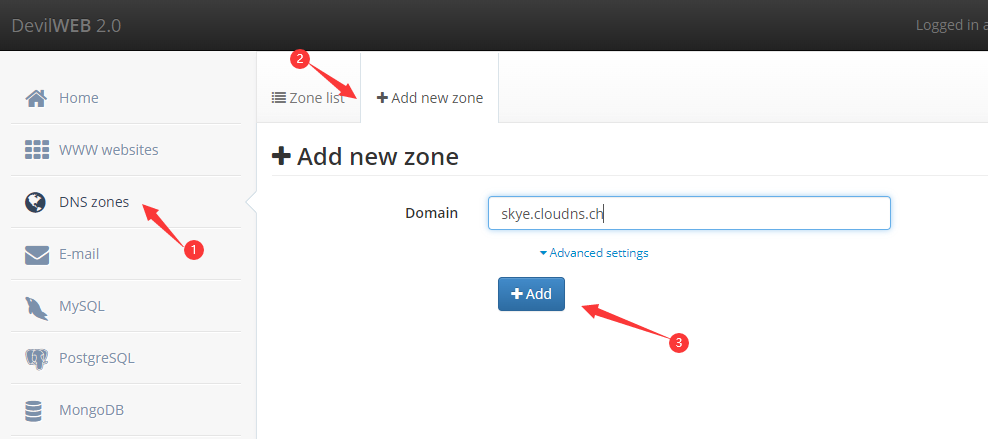 DevilWEB 2.0
Logged in a
2
Home
Zone list
Add new zone
WWW websites
Add new zone
DNS zones
Domain
skye.cloudns.ch
1
E-mail
Advanced settings
Add
MySQL
3
PostgreSQL
MongoDB